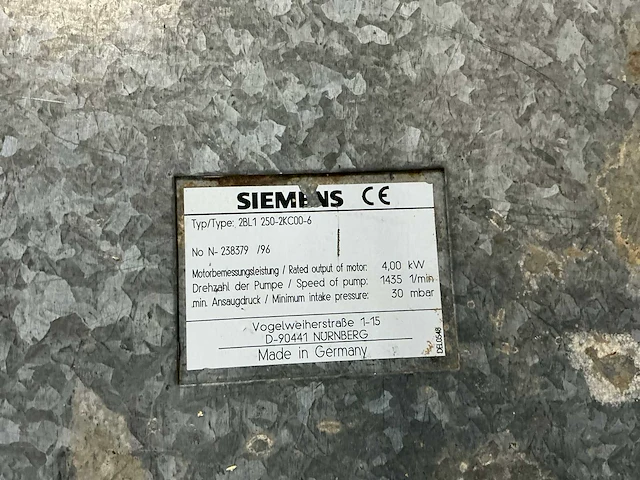 SIEMENS CE
Typ/Type: 2BL1 250-2KC00-6
No N- 238379 /96
Motorbemessungsleistung / Rated output of motor: 4,00 kW
Drehzahl der Pumpe / Speed of pump: 1435 1/min
min. Ansaugdruck / Minimum intake pressure: 30 mbar
Vogelweiherstraße 1-15
D-90441 NÜRNBERG
Made in Germany
DEL0548